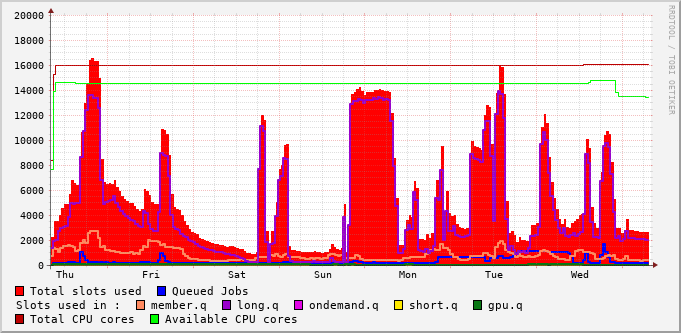 20000
18000
16000
14000
12000
10000
8000
6000
4000
2000
0
Thu Fri Sat Sun Mon Tue Wed
RRDTOOL / TOBI OETIKER
Total slots used Queued Jobs
Slots used in : member.q long.q ondemand.q short.q gpu.q
Total CPU cores Available CPU cores